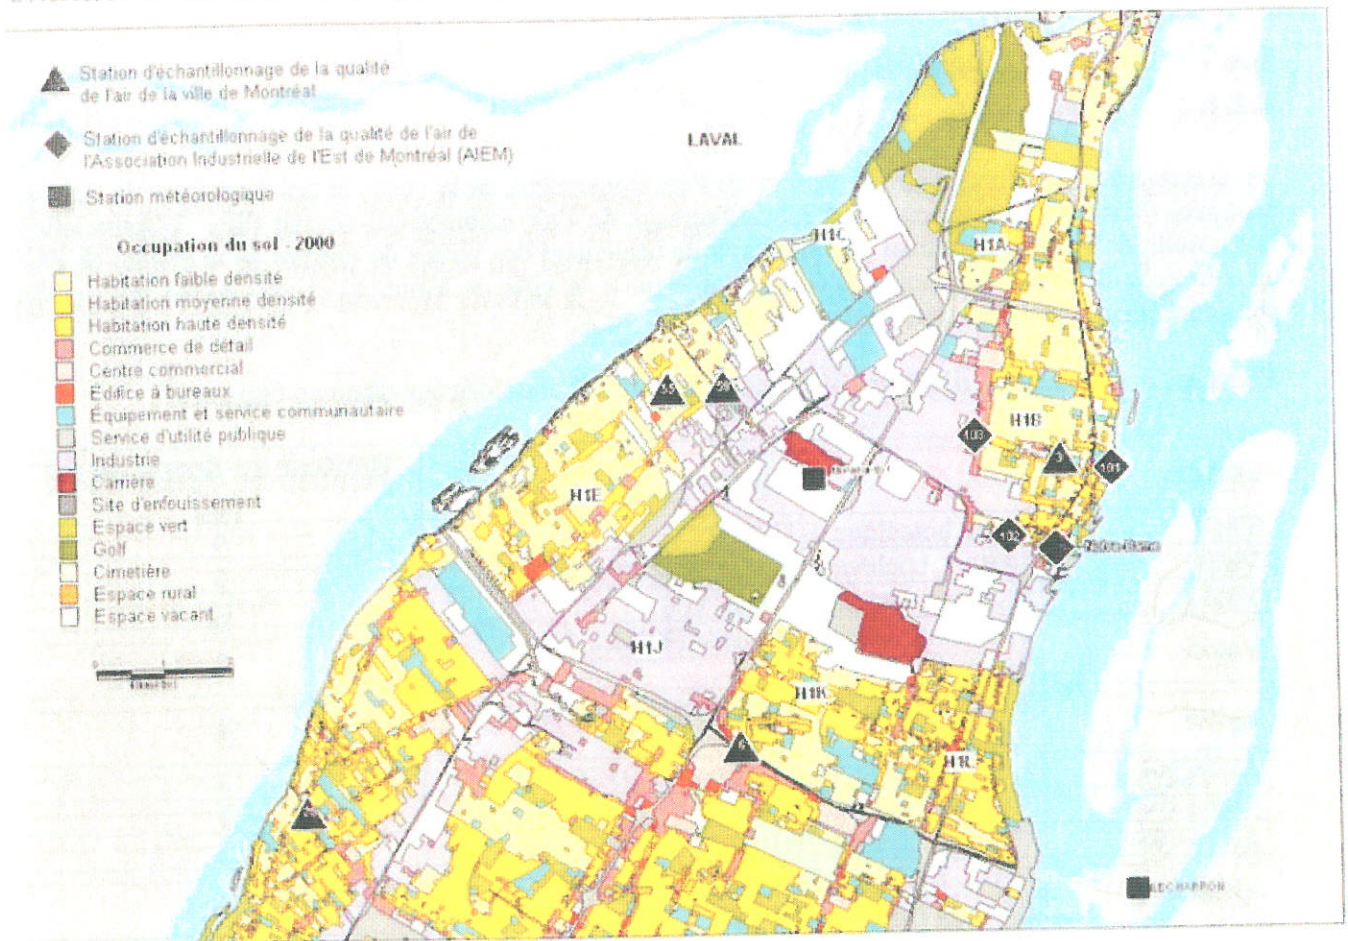 Station d'échantillonnage de la qualité
de l'air de la ville de Montréal
Station d'échantillonnage de la qualité de l'air de
l'Association Industrielle de l'Est de Montréal (AIEM)
Station météorologique
Occupation du sol - 2000
Habitation faible densité
Habitation moyenne densité
Habitation haute densité
Commerce de détail
Centre commercial
Édifice à bureaux
Équipement et service communautaire
Service d'utilité publique
Industrie
Carrière
Site d'enfouissement
Espace vert
Golf
Cimetière
Espace rural
Espace vacant
LAVAL
H1C
H1A
H1B
103
3
101
H1E
102
Notre-Dame
H1J
H1K
H1L